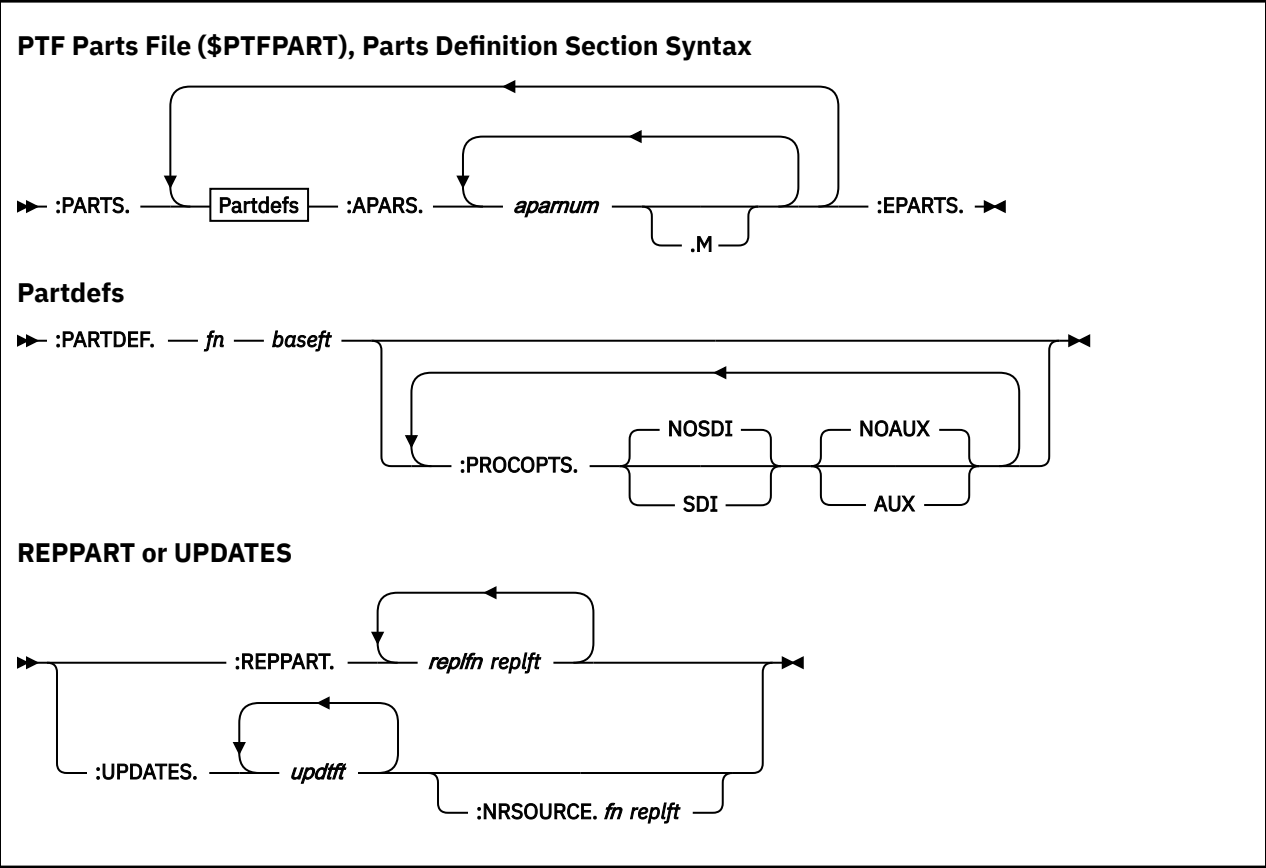 PTF Parts File ($PTFPART), Parts Definition Section Syntax
:PARTS. Partdefs :APARS. aparnum :EPARTS.
.M
Partdefs
:PARTDEF. fn baseft
NOSDI NOAUX
:PROCOPTS.
SDI AUX
REPPART or UPDATES
:REPPART. replfn replft
:UPDATES. updtft
:NRSOURCE. fn replft